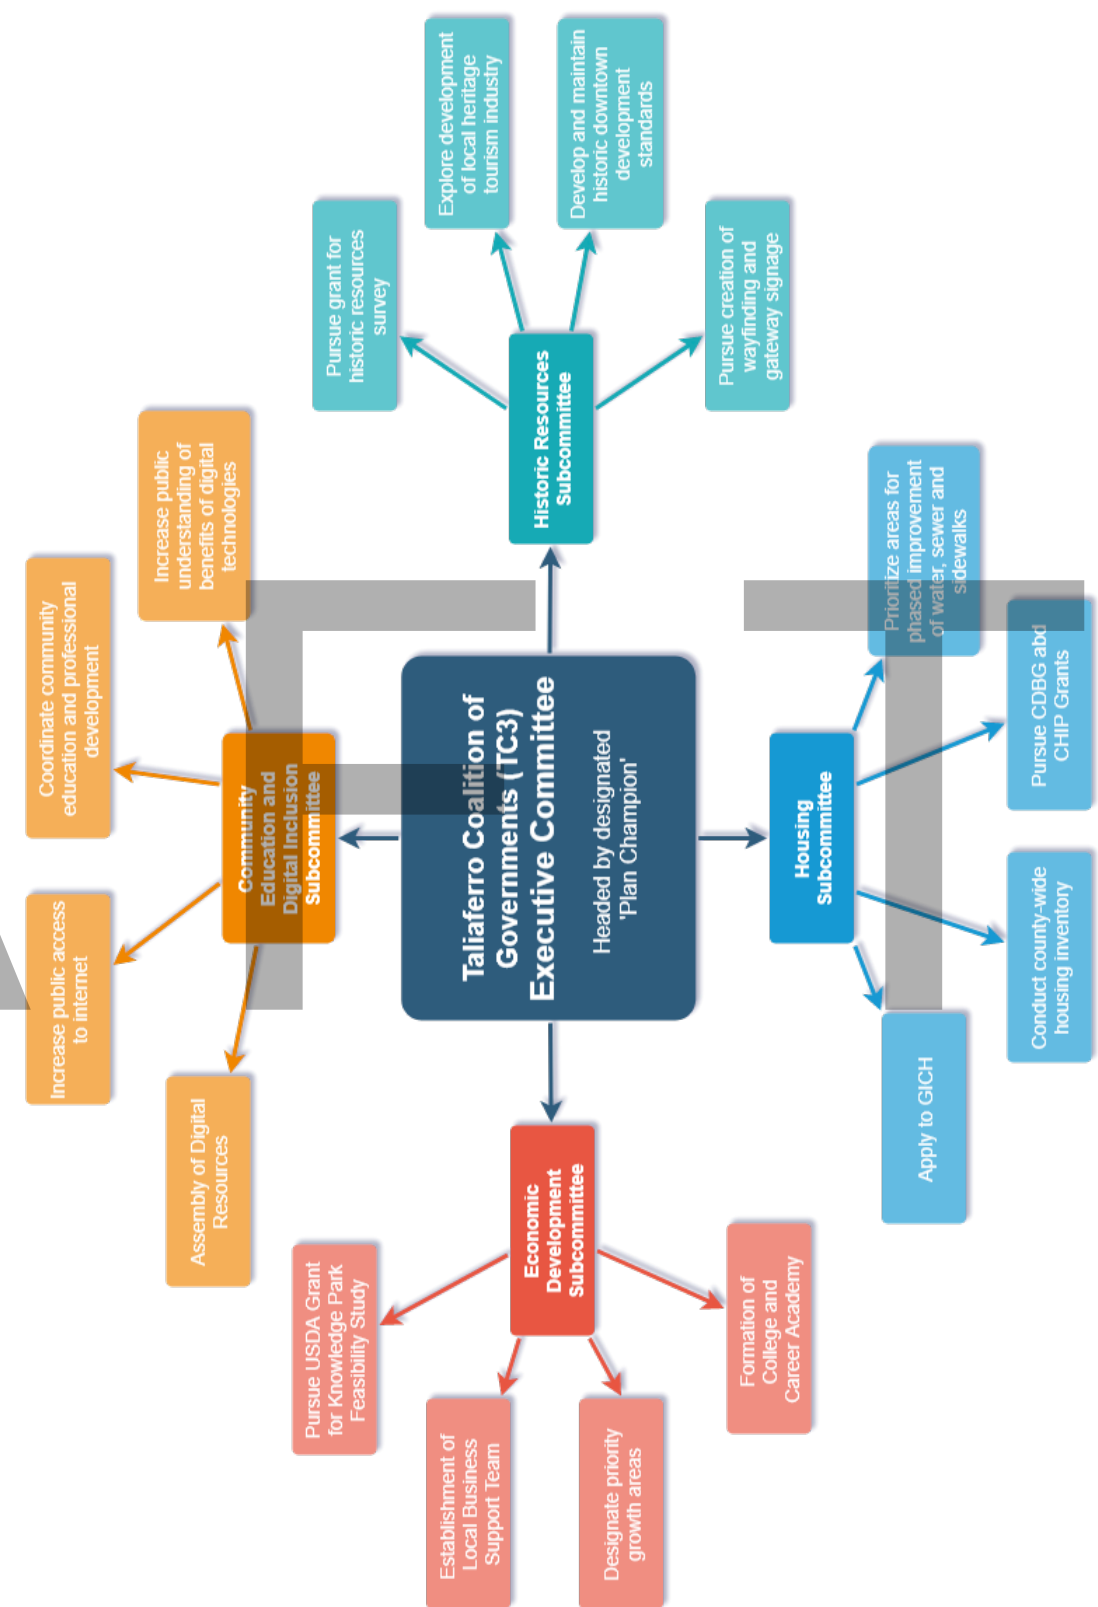 Taliaferro Coalition of
Governments (TC3)
Executive Committee
Headed by designated
'Plan Champion'
Community
Education and
Digital Inclusion
Subcommittee
Assembly of Digital
Resources
Increase public access
to internet
Coordinate community
education and professional
development
Increase public
understanding of
benefits of digital
technologies
Historic Resources
Subcommittee
Pursue grant for
historic resources
survey
Explore development
of local heritage
tourism industry
Develop and maintain
historic downtown
development
standards
Pursue creation of
wayfinding and
gateway signage
Housing
Subcommittee
Prioritize areas for
phased improvement
of water, sewer and
sidewalks
Pursue CDBG abd
CHIP Grants
Conduct county-wide
housing inventory
Apply to GICH
Economic
Development
Subcommittee
Pursue USDA Grant
for Knowledge Park
Feasibility Study
Establishment of
Local Business
Support Team
Designate priority
growth areas
Formation of
College and
Career Academy